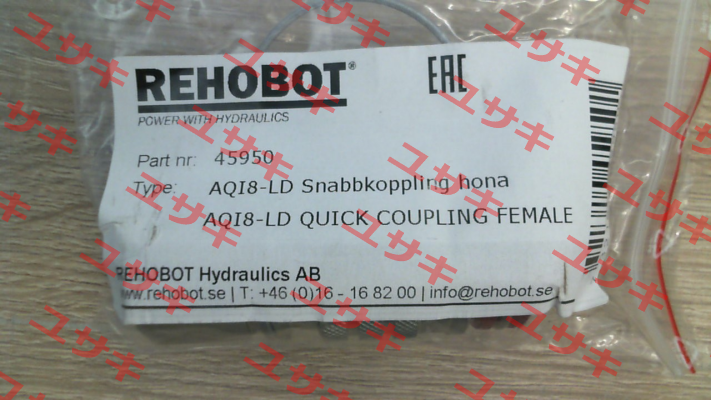 REHOBOT®
EAC
POWER WITH HYDRAULICS
Part nr: 45950
Type: AQI8-LD Snabbkoppling hona
AQI8-LD QUICK COUPLING FEMALE
REHOBOT Hydraulics AB
www.rehobot.se | T: +46 (0)16 - 16 82 00 | info@rehobot.se
ユサキ